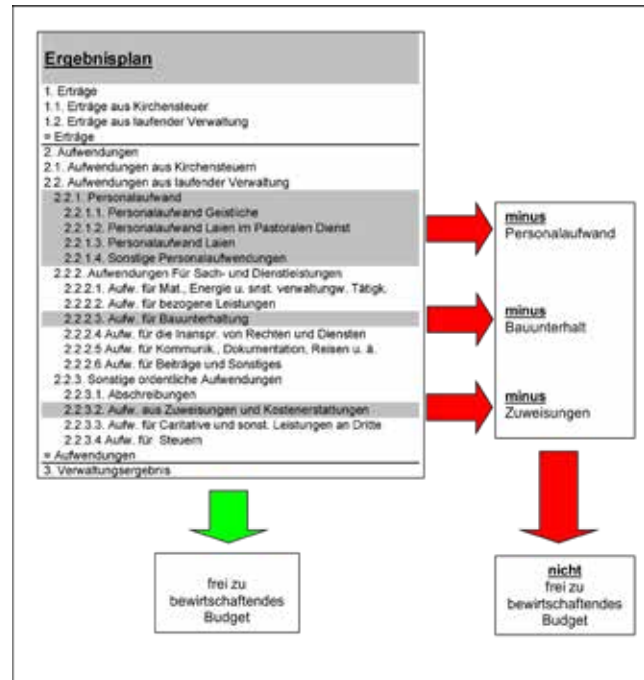 Ergebnisplan
1. Erträge
1.1. Erträge aus Kirchensteuer
1.2. Erträge aus laufender Verwaltung
= Erträge
2. Aufwendungen
2.1. Aufwendungen aus Kirchensteuern
2.2. Aufwendungen aus laufender Verwaltung
2.2.1. Personalaufwand
2.2.1.1. Personalaufwand Geistliche
2.2.1.2. Personalaufwand Laien im Pastoralen Dienst
2.2.1.3. Personalaufwand Laien
2.2.1.4. Sonstige Personalaufwendungen
2.2.2. Aufwendungen Für Sach- und Dienstleistungen
2.2.2.1. Aufw. für Mat., Energie u. snst. verwaltungw. Tätigk.
2.2.2.2. Aufw. für bezogene Leistungen
2.2.2.3. Aufw. für Bauunterhaltung
2.2.2.4 Aufw. für die Inanspr. von Rechten und Diensten
2.2.2.5 Aufw. für Kommunik., Dokumentation, Reisen u. ä.
2.2.2.6 Aufw. für Beiträge und Sonstiges
2.2.3. Sonstige ordentliche Aufwendungen
2.2.3.1. Abschreibungen
2.2.3.2. Aufw. aus Zuweisungen und Kostenerstattungen
2.2.3.3. Aufw. für Caritative und sonst. Leistungen an Dritte
2.2.3.4 Aufw. für Steuern
= Aufwendungen
3. Verwaltungsergebnis
minus
Personalaufwand
minus
Bauunterhalt
minus
Zuweisungen
frei zu
bewirtschaftendes
Budget
nicht
frei zu
bewirtschaftendes
Budget